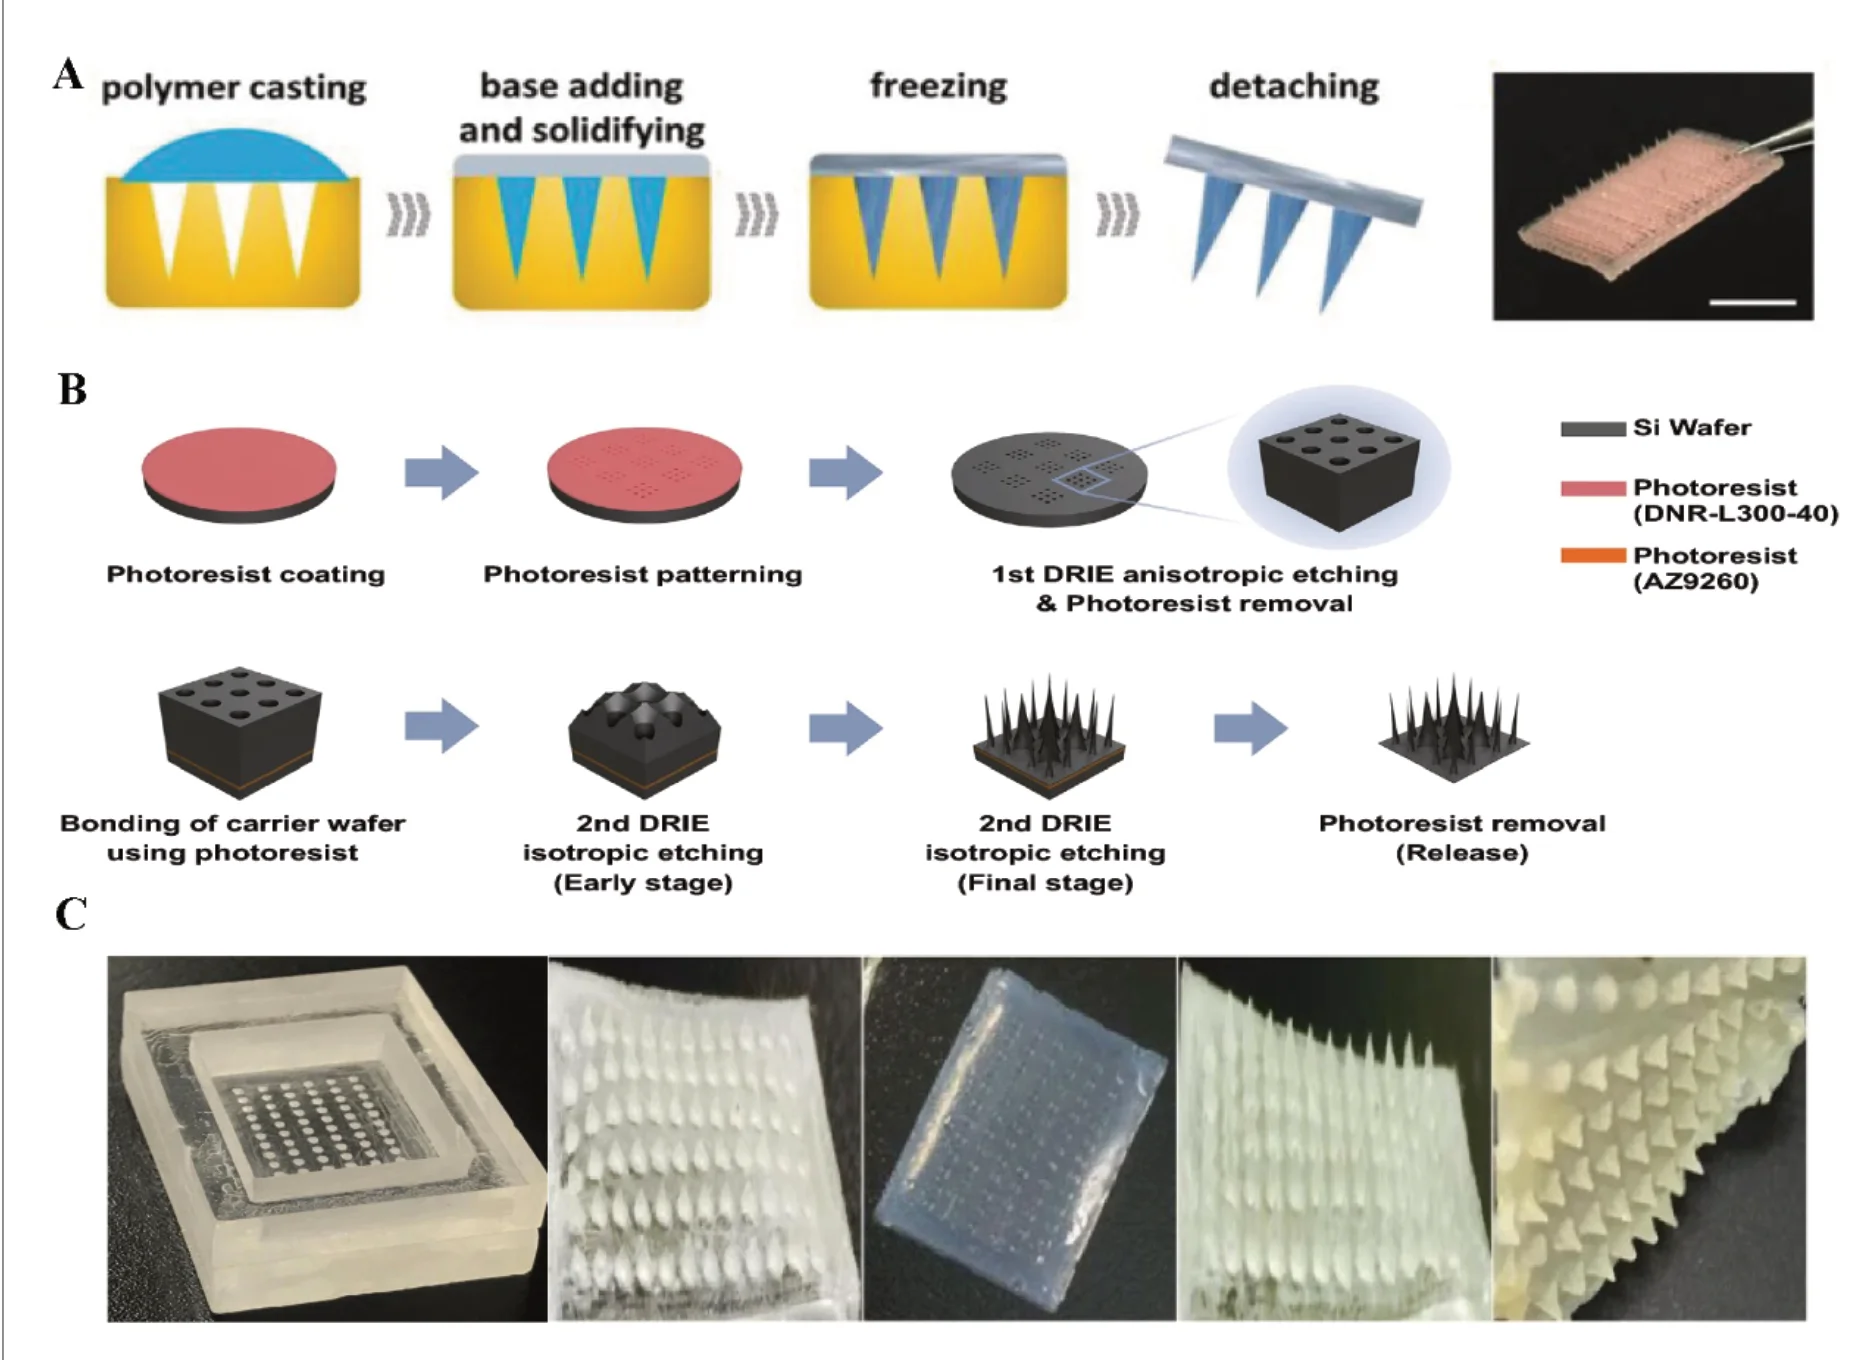 A
polymer casting
base adding
and solidifying
freezing
detaching
B
Si Wafer
Photoresist
(DNR-L300-40)
Photoresist
(AZ9260)
Photoresist coating
Photoresist patterning
1st DRIE anisotropic etching
& Photoresist removal
Bonding of carrier wafer
using photoresist
2nd DRIE
isotropic etching
(Early stage)
2nd DRIE
isotropic etching
(Final stage)
Photoresist removal
(Release)
C